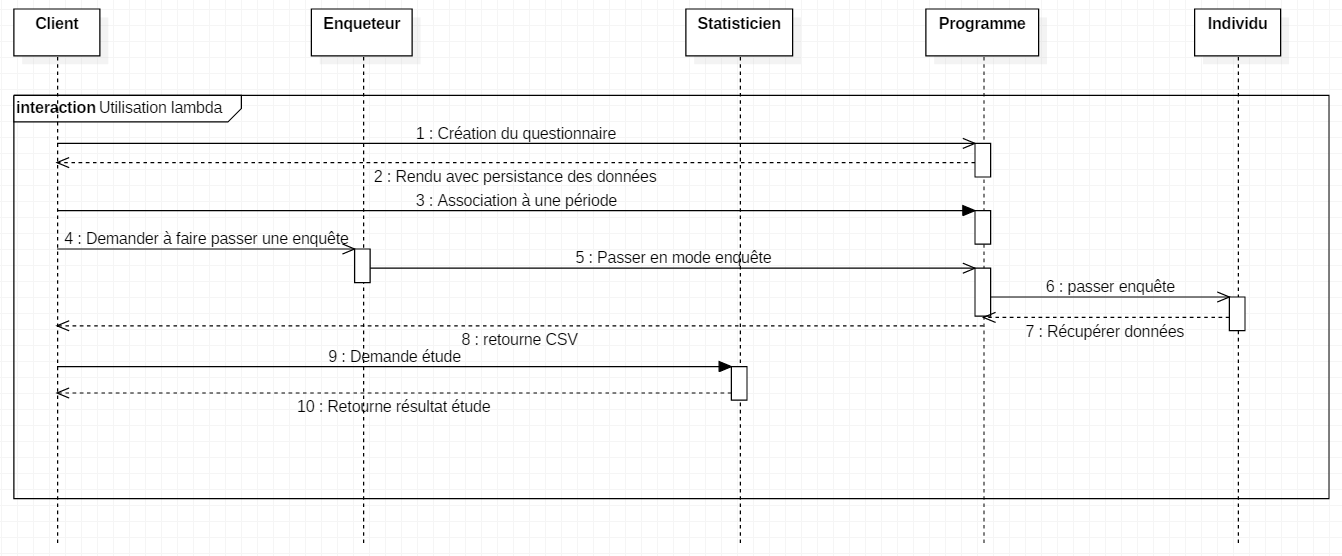 Client
Enqueteur
Statisticien
Programme
Individu
interaction Utilisation lambda
1 : Création du questionnaire
2 : Rendu avec persistance des données
3 : Association à une période
4 : Demander à faire passer une enquête
5 : Passer en mode enquête
6 : passer enquête
7 : Récupérer données
8 : retourne CSV
9 : Demande étude
10 : Retourne résultat étude